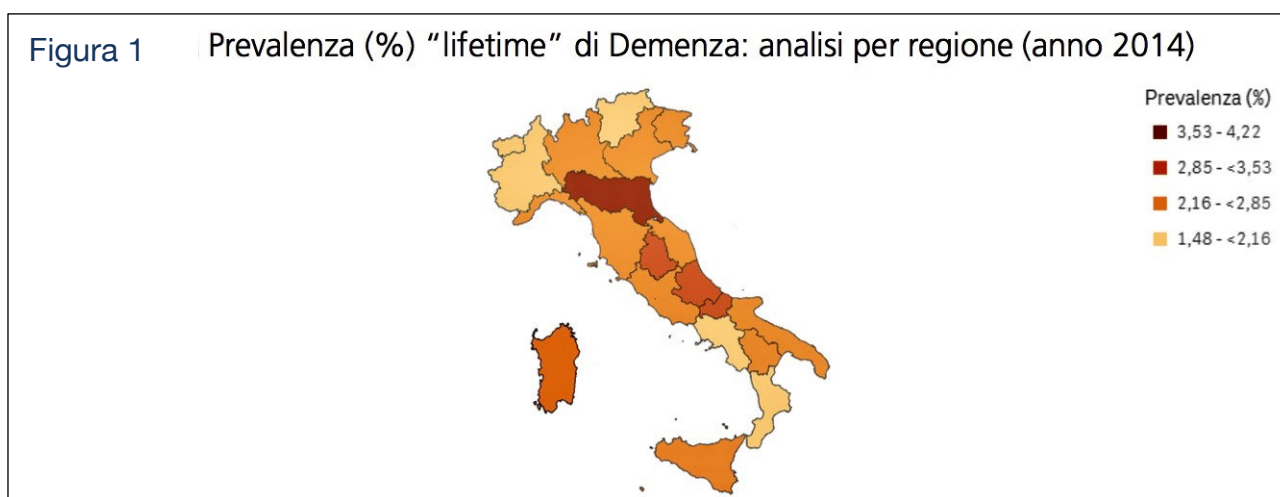 Figura 1 Prevalenza (%) “lifetime” di Demenza: analisi per regione (anno 2014)
Prevalenza (%)
3,53 - 4,22
2,85 - <3,53
2,16 - <2,85
1,48 - <2,16